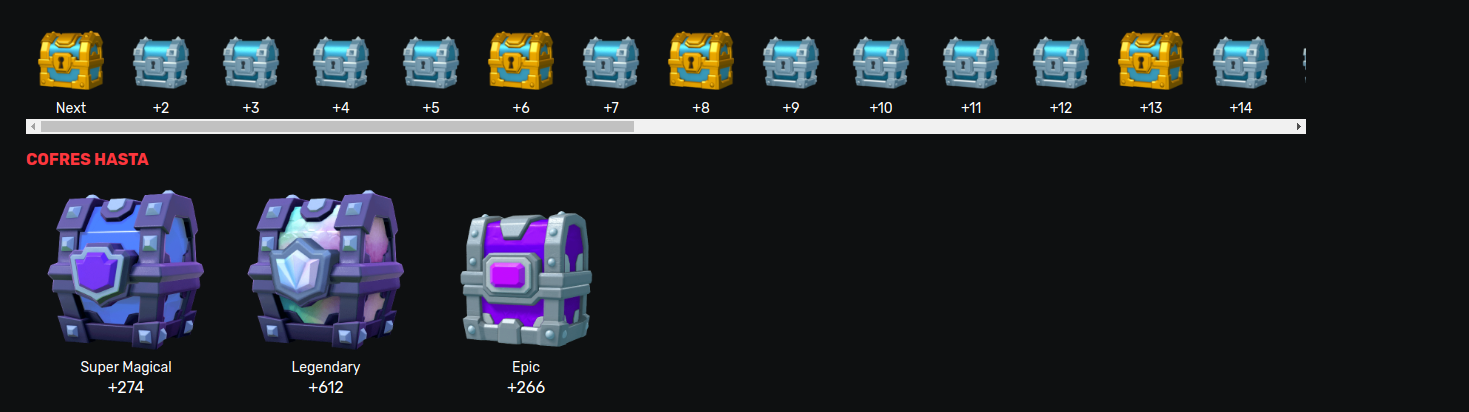 Next +2 +3 +4 +5 +6 +7 +8 +9 +10 +11 +12 +13 +14
COFRES HASTA
Super Magical Legendary Epic
+274 +612 +266